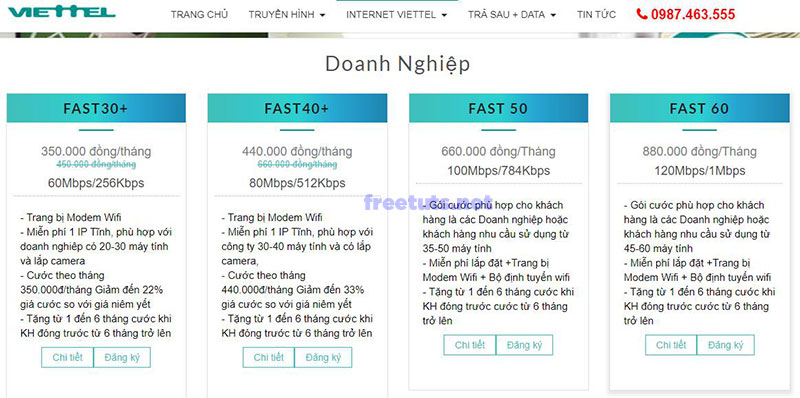 VIETTEL
TRANG CHỦ TRUYỀN HÌNH INTERNET VIETTEL TRẢ SAU + DATA TIN TỨC 0987.463.555
Doanh Nghiệp
FAST30+
350.000 đồng/tháng
450.000 đồng/tháng
60Mbps/256Kbps
- Trang bị Modem Wifi
- Miễn phí 1 IP Tĩnh, phù hợp với
doanh nghiệp có 20-30 máy tính
và lắp camera
- Cước theo tháng
350.000đ/tháng Giảm đến 22%
giá cước so với giá niêm yết
- Tặng từ 1 đến 6 tháng cước khi
KH đóng trước từ 6 tháng trở lên
Chi tiết Đăng ký
FAST40+
440.000 đồng/tháng
660.000 đồng/tháng
80Mbps/512Kbps
- Trang bị Modem Wifi
- Miễn phí 1 IP Tĩnh, phù hợp với
công ty 30-40 máy tính và có lắp
camera,
- Cước theo tháng
440.000đ/tháng Giảm đến 33%
giá cước so với giá niêm yết
- Tặng từ 1 đến 6 tháng cước khi
KH đóng trước từ 6 tháng trở lên
Chi tiết Đăng ký
FAST 50
660.000 đồng/Tháng
100Mbps/784Kbps
- Gói cước phù hợp cho khách
hàng là các Doanh nghiệp hoặc
khách hàng nhu cầu sử dụng từ
35-50 máy tính
- Miễn phí lắp đặt +Trang bị
Modem Wifi + Bộ định tuyến wifi
- Tặng từ 1 đến 6 tháng cước khi
KH đóng trước cước từ 6 tháng
trở lên
Chi tiết Đăng ký
FAST 60
880.000 đồng/Tháng
120Mbps/1Mbps
- Gói cước phù hợp cho khách
hàng là các Doanh nghiệp hoặc
khách hàng nhu cầu sử dụng từ
45-60 máy tính
- Miễn phí lắp đặt +Trang bị
Modem Wifi + Bộ định tuyến wifi
- Tặng từ 1 đến 6 tháng cước khi
KH đóng trước cước từ 6 tháng
trở lên
Chi tiết Đăng ký
freetuts.net